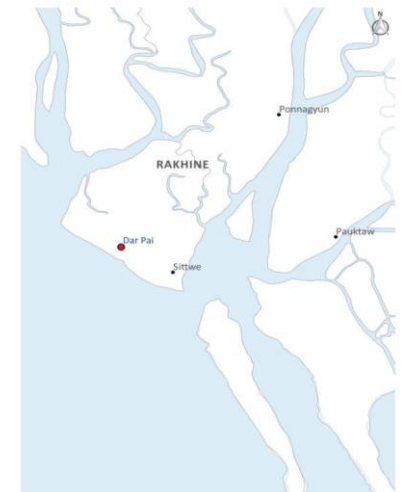 N
Ponnagyun
RAKHINE
Pauktaw
Dar Pai
Sittwe